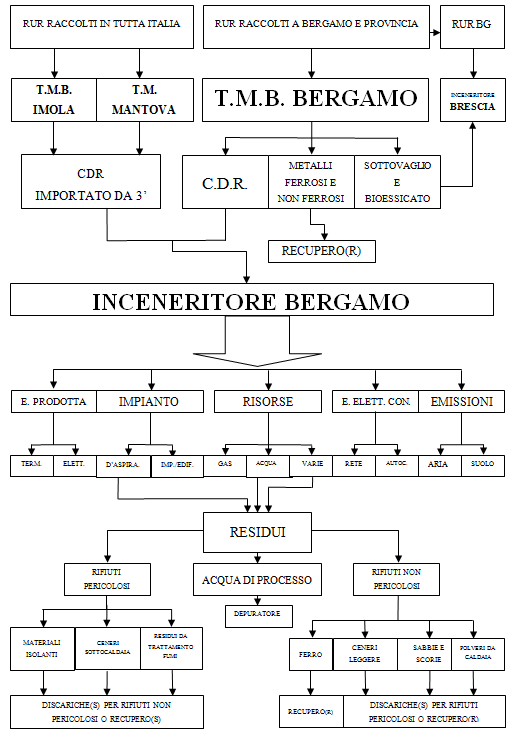 RUR RACCOLTI IN TUTTA ITALIA
RUR RACCOLTI A BERGAMO E PROVINCIA
RUR BG
T.M.B.
IMOLA
T.M.
MANTOVA
T.M.B. BERGAMO
INCENERITORE
BRESCIA
CDR
IMPORTATO DA 3’
C.D.R.
METALLI
FERROSI E
NON FERROSI
SOTTOVAGLIO
E
BIOESSICATO
RECUPERO(R)
INCENERITORE BERGAMO
E. PRODOTTA
IMPIANTO
RISORSE
E. ELETT. CON.
EMISSIONI
TERM.
ELETT.
D'ASPIRA.
IMP./EDIF.
GAS
ACQUA
VARIE
RETE
AUTOC.
ARIA
SUOLO
RESIDUI
RIFIUTI
PERICOLOSI
ACQUA DI PROCESSO
RIFIUTI NON
PERICOLOSI
DEPURATORE
MATERIALI
ISOLANTI
CENERI
SOTTOCALDAIA
RESIDUI DA
TRATTAMENTO
FUMI
FERRO
CENERI
LEGGERE
SABBIE E
SCORIE
POLVERI DA
CALDAIA
DISCARICHE(S) PER RIFIUTI NON
PERICOLOSI O RECUPERO(S)
RECUPERO(R)
DISCARICHE(S) PER RIFIUTI
PERICOLOSI O RECUPERO(R)